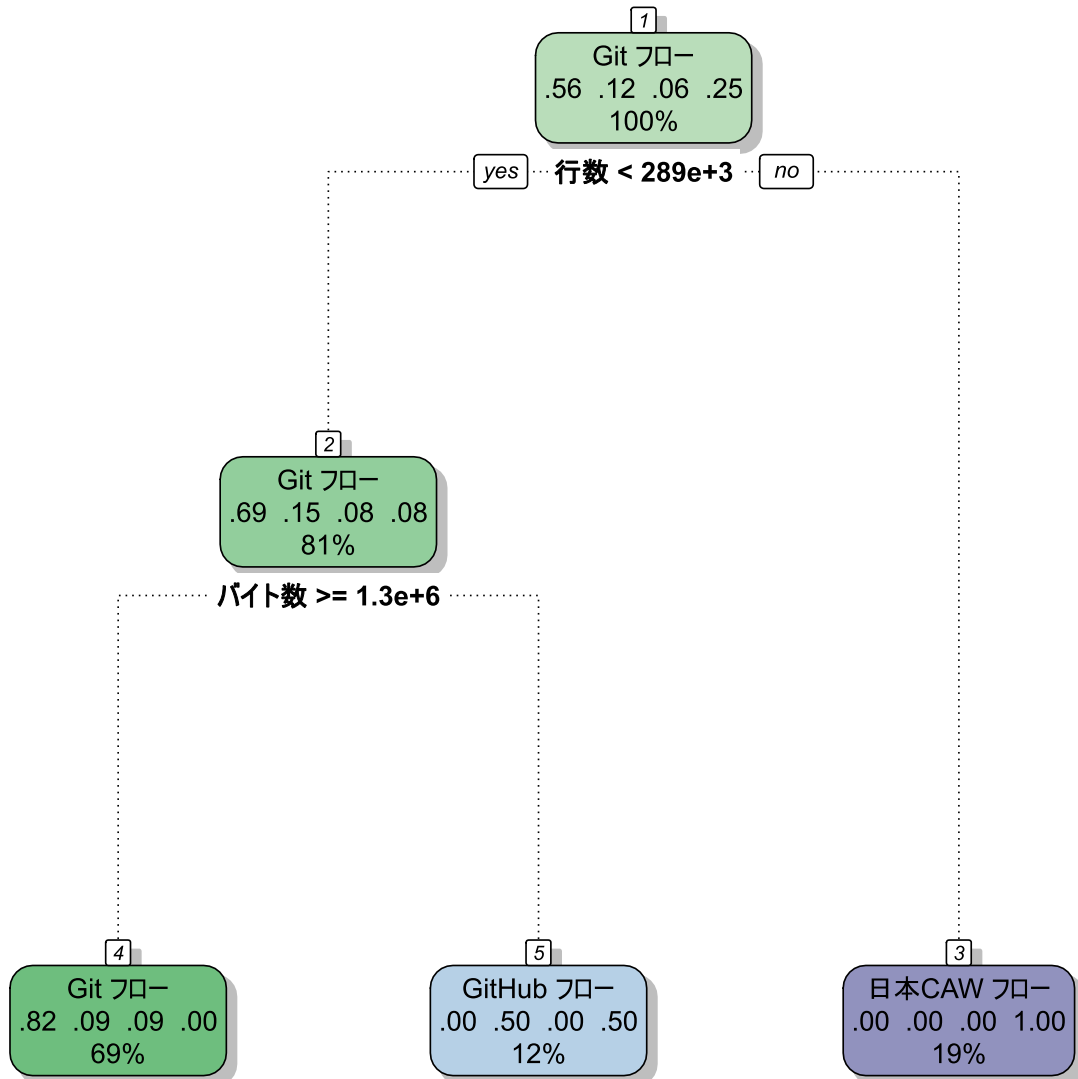 1
Git フロー
.56 .12 .06 .25
100%
yes 行数 < 289e+3 no
2
Git フロー
.69 .15 .08 .08
81%
バイト数 >= 1.3e+6
4
Git フロー
.82 .09 .09 .00
69%
5
GitHub フロー
.00 .50 .00 .50
12%
3
日本CAW フロー
.00 .00 .00 1.00
19%